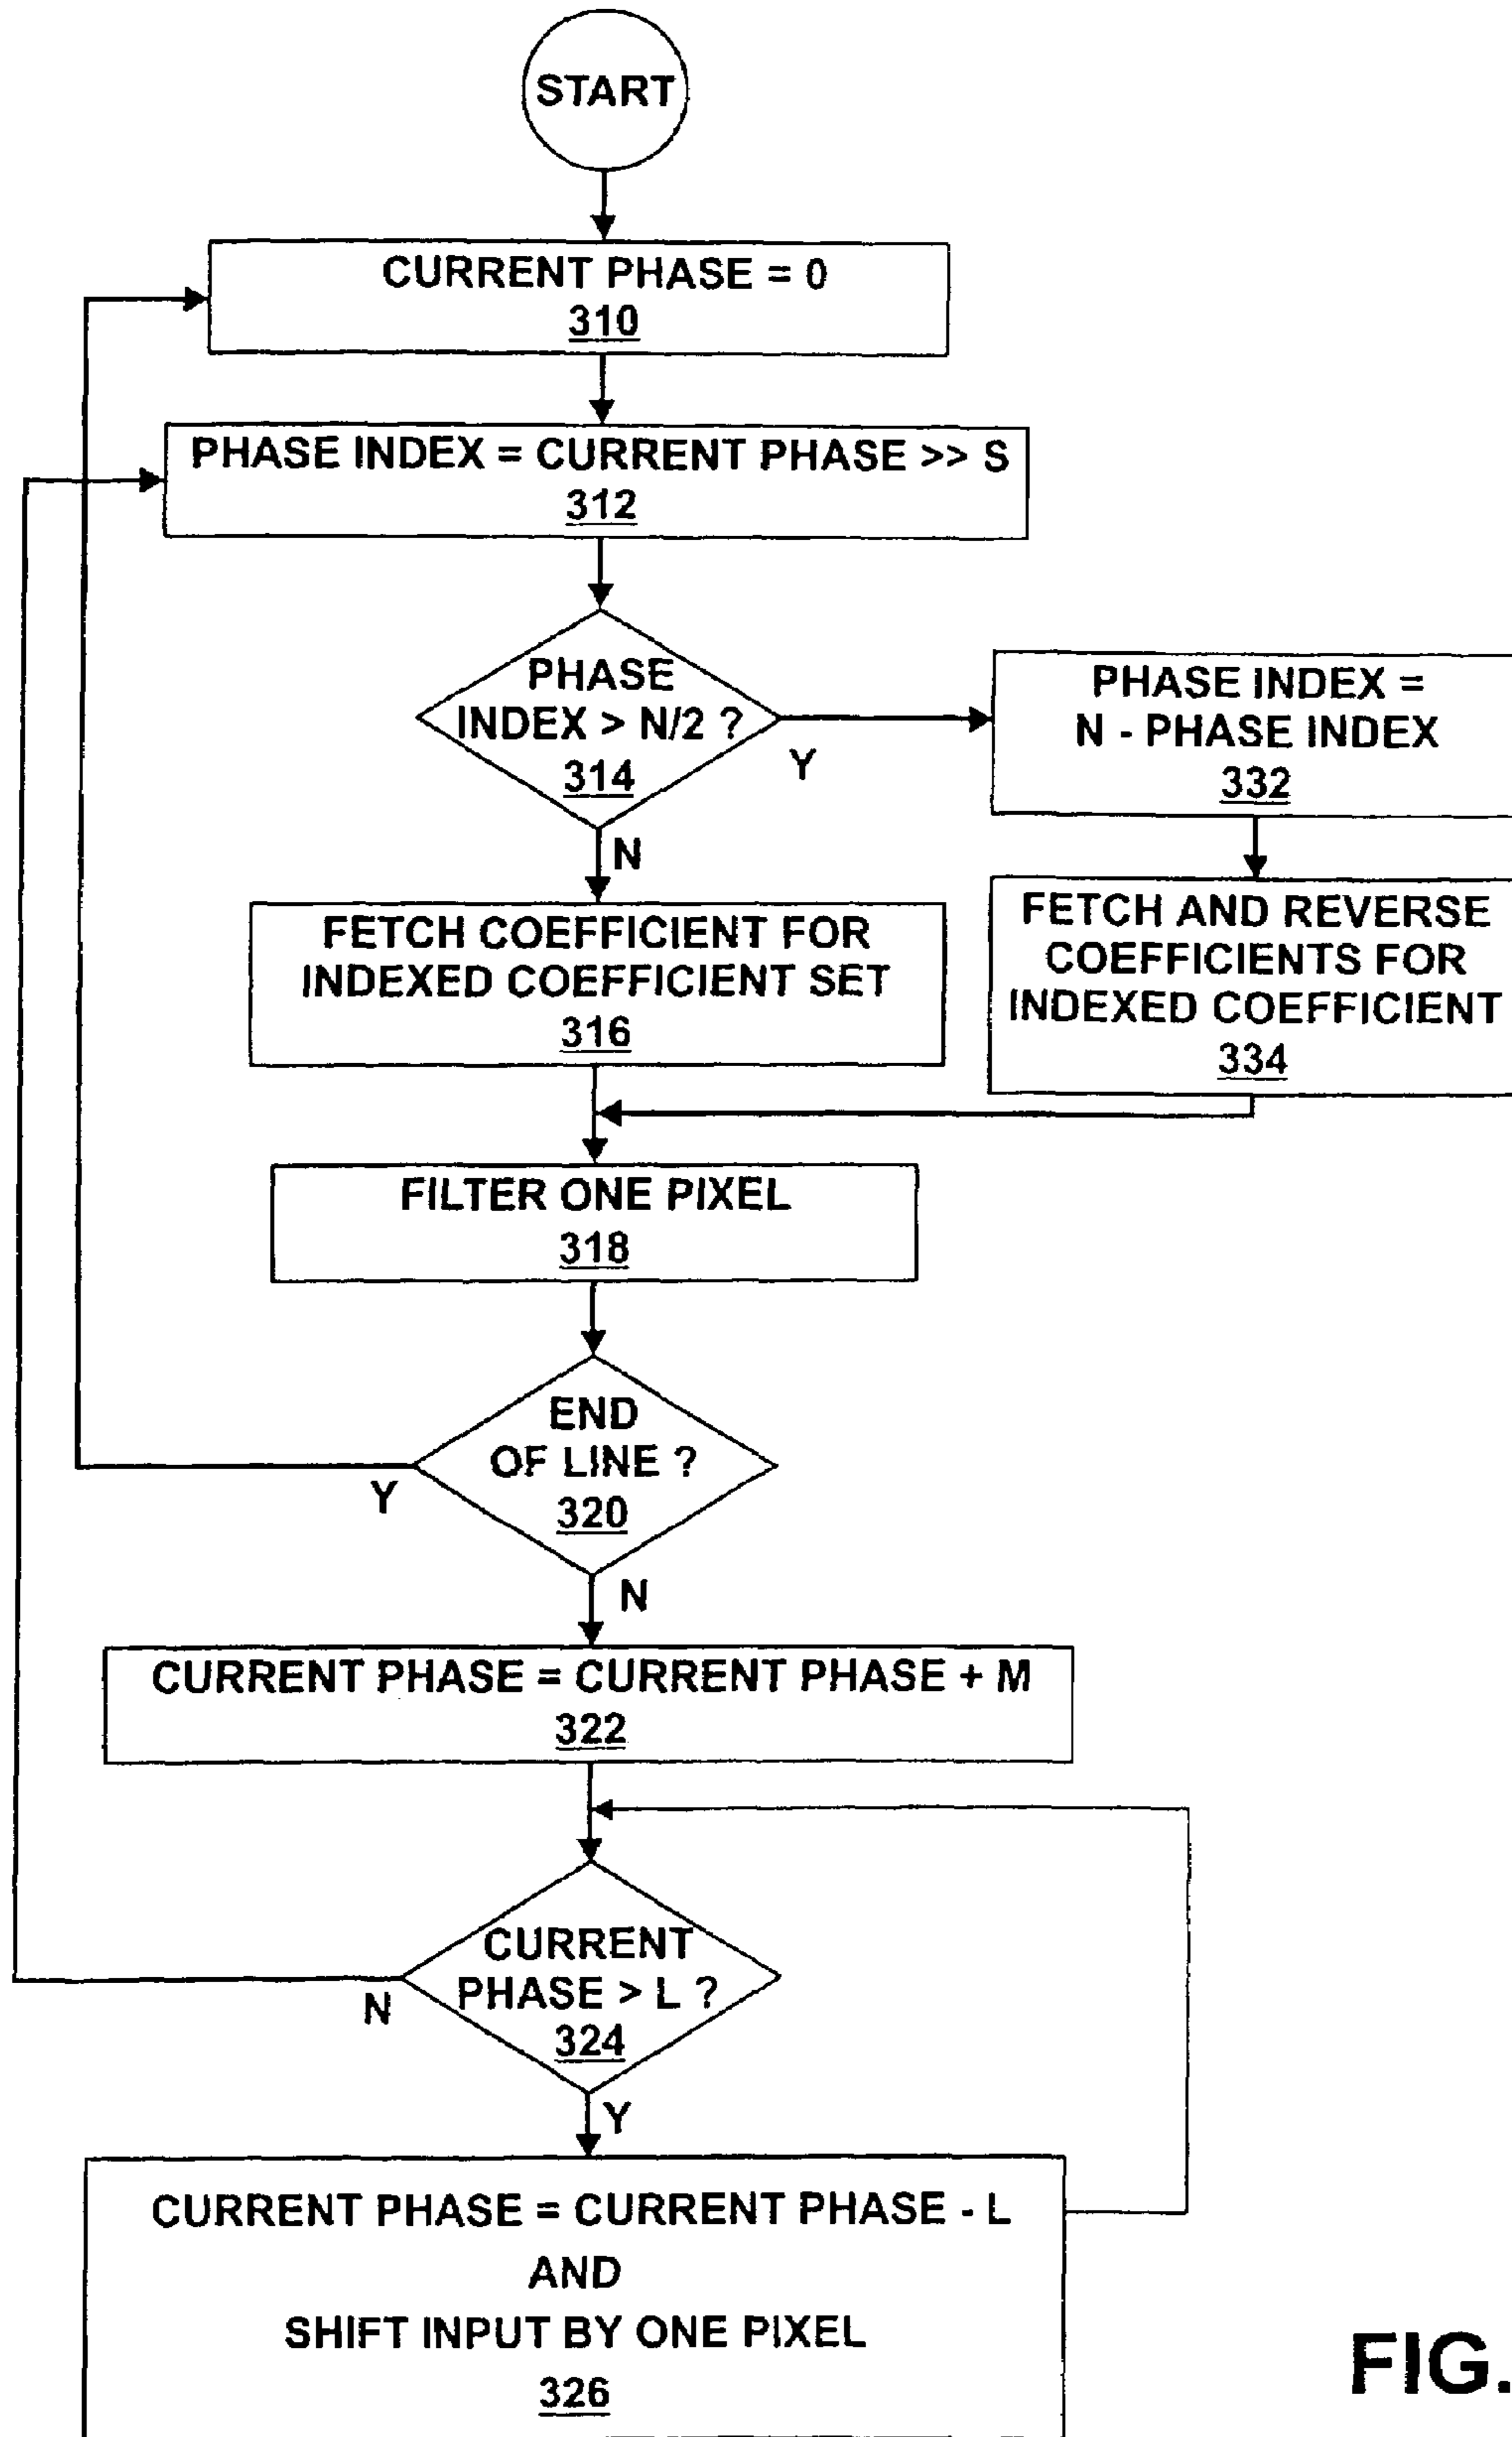 START
CURRENT PHASE = 0
310
PHASE INDEX = CURRENT PHASE >> S
312
PHASE
INDEX > N/2 ?
314
Y
N
PHASE INDEX =
N - PHASE INDEX
332
FETCH COEFFICIENT FOR
INDEXED COEFFICIENT SET
316
FETCH AND REVERSE
COEFFICIENTS FOR
INDEXED COEFFICIENT
334
FILTER ONE PIXEL
318
END
OF LINE ?
320
Y
N
CURRENT PHASE = CURRENT PHASE + M
322
CURRENT
PHASE > L ?
324
N
Y
CURRENT PHASE = CURRENT PHASE - L
AND
SHIFT INPUT BY ONE PIXEL
326
FIG.